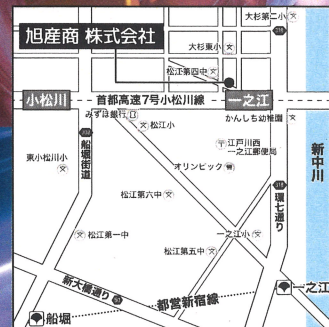 大杉第二小
旭産商 株式会社
大杉東小
318
松江第四中
小松川
首都高速7号小松川線
一之江
みずほ銀行
かんしち幼稚園
松江小
船堀街道
東小松川小
江戸川西
一之江郵便局
新中川
オリンピック
318
環七通り
松江第六中
松江第一中
一之江小
松江第五中
新大橋通り
50
都営新宿線
一之江
船堀